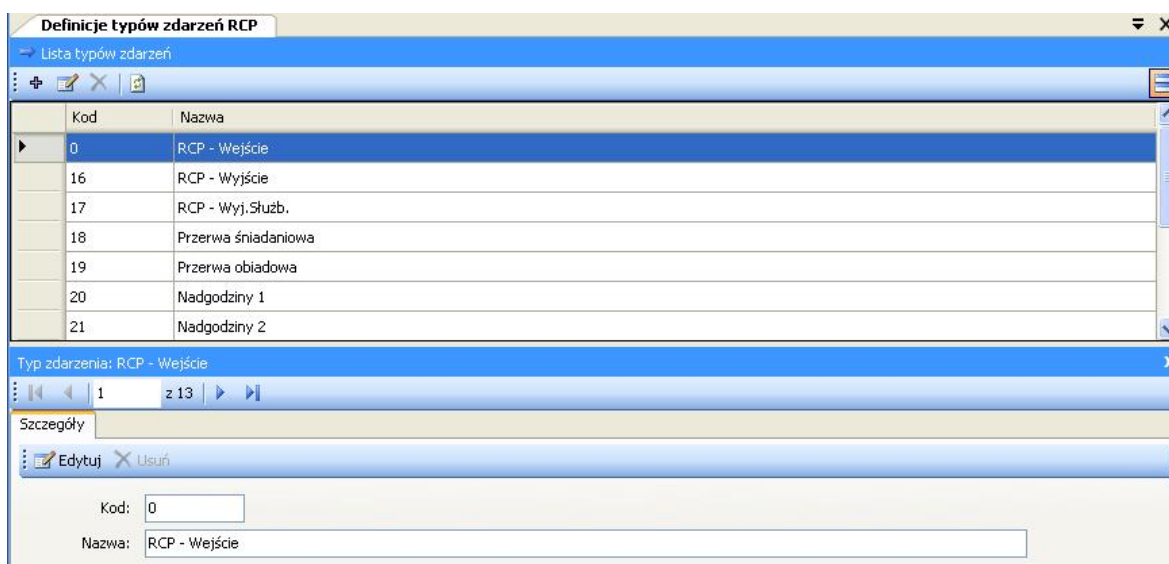 Definicje typów zdarzeń RCP
Lista typów zdarzeń
Kod Nazwa
0 RCP - Wejście
16 RCP - Wyjście
17 RCP - Wyj.Służb.
18 Przerwa śniadaniowa
19 Przerwa obiadowa
20 Nadgodziny 1
21 Nadgodziny 2
Typ zdarzenia: RCP - Wejście
1 z 13
Szczegóły
Edytuj Usuń
Kod: 0
Nazwa: RCP - Wejście